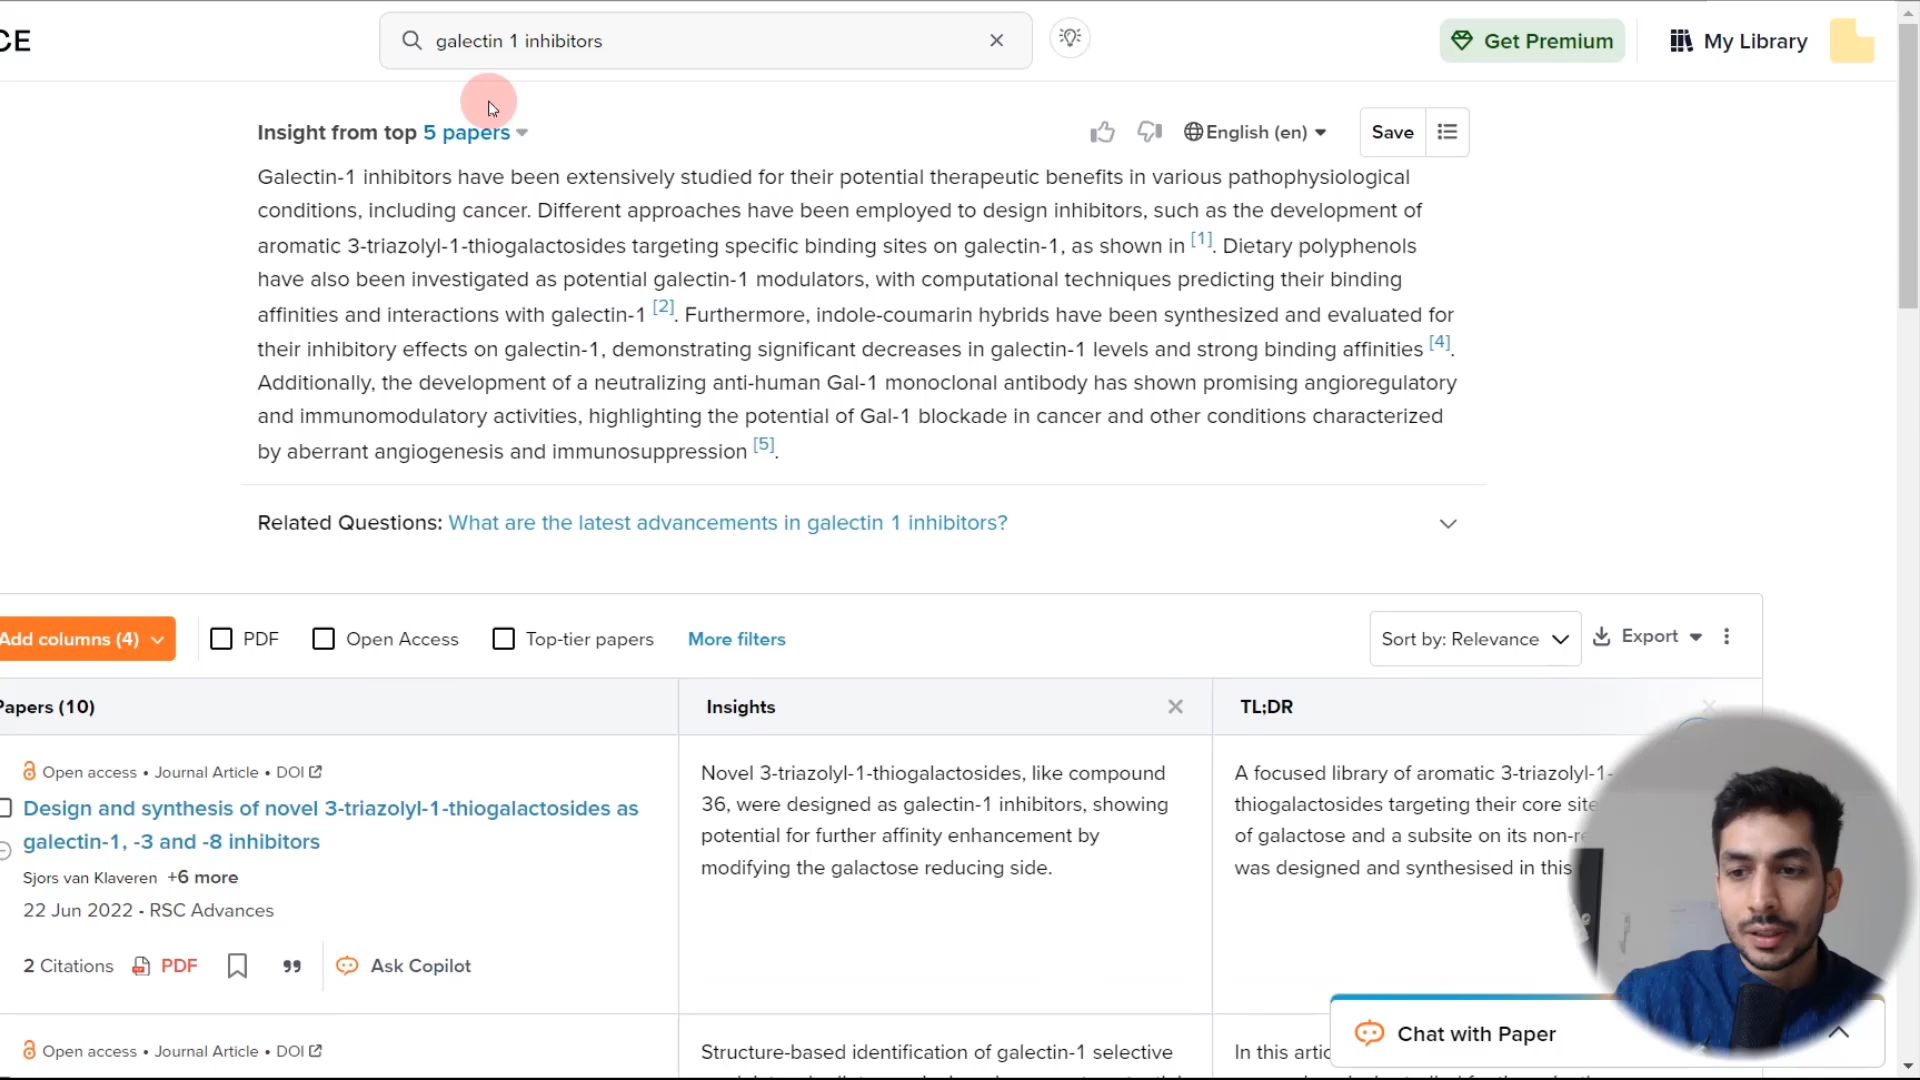 CE
galectin 1 inhibitors
Get Premium
My Library
Insight from top 5 papers
English (en)
Save
Galectin-1 inhibitors have been extensively studied for their potential therapeutic benefits in various pathophysiological
conditions, including cancer. Different approaches have been employed to design inhibitors, such as the development of
aromatic 3-triazolyl-1-thiogalactosides targeting specific binding sites on galectin-1, as shown in [1]. Dietary polyphenols
have also been investigated as potential galectin-1 modulators, with computational techniques predicting their binding
affinities and interactions with galectin-1 [2]. Furthermore, indole-coumarin hybrids have been synthesized and evaluated for
their inhibitory effects on galectin-1, demonstrating significant decreases in galectin-1 levels and strong binding affinities [4].
Additionally, the development of a neutralizing anti-human Gal-1 monoclonal antibody has shown promising angioregulatory
and immunomodulatory activities, highlighting the potential of Gal-1 blockade in cancer and other conditions characterized
by aberrant angiogenesis and immunosuppression [5].
Related Questions: What are the latest advancements in galectin 1 inhibitors?
Add columns (4)
PDF
Open Access
Top-tier papers
More filters
Sort by: Relevance
Export
Papers (10)
Insights
TL;DR
Open access • Journal Article • DOI
Design and synthesis of novel 3-triazolyl-1-thiogalactosides as
galectin-1, -3 and -8 inhibitors
Sjors van Klaveren +6 more
22 Jun 2022 - RSC Advances
2 Citations
PDF
Ask Copilot
Novel 3-triazolyl-1-thiogalactosides, like compound
36, were designed as galectin-1 inhibitors, showing
potential for further affinity enhancement by
modifying the galactose reducing side.
A focused library of aromatic 3-triazolyl-1-
thiogalactosides targeting their core site
of galactose and a subsite on its non-re
was designed and synthesised in this
Open access • Journal Article • DOI
Structure-based identification of galectin-1 selective
In this artic
Chat with Paper